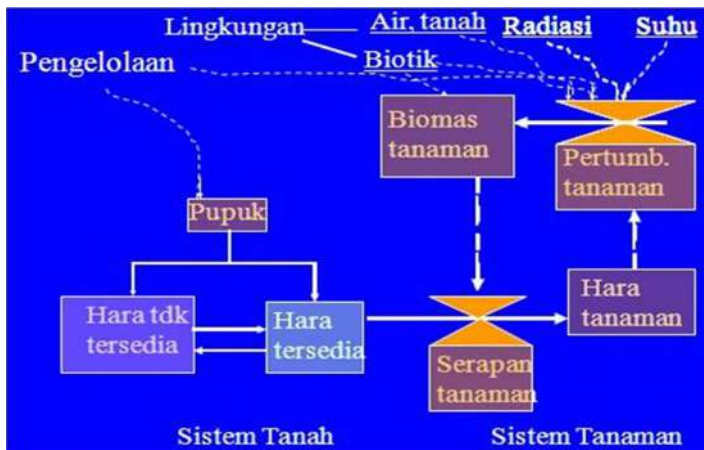 Lingkungan
Air, tanah
Radiasi
Suhu
Pengelolaan
Biotik
Biomas
tanaman
Pertumb.
tanaman
Pupuk
Hara tdk
tersedia
Hara
tersedia
Hara
tanaman
Serapan
tanaman
Sistem Tanah
Sistem Tanaman